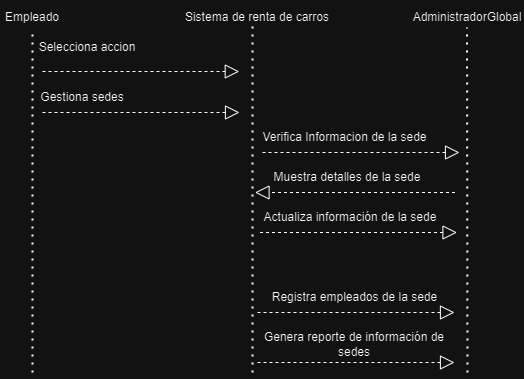 Empleado
Sistema de renta de carros
AdministradorGlobal
Selecciona accion
Gestiona sedes
Verifica Informacion de la sede
Muestra detalles de la sede
Actualiza información de la sede
Registra empleados de la sede
Genera reporte de información de
sedes